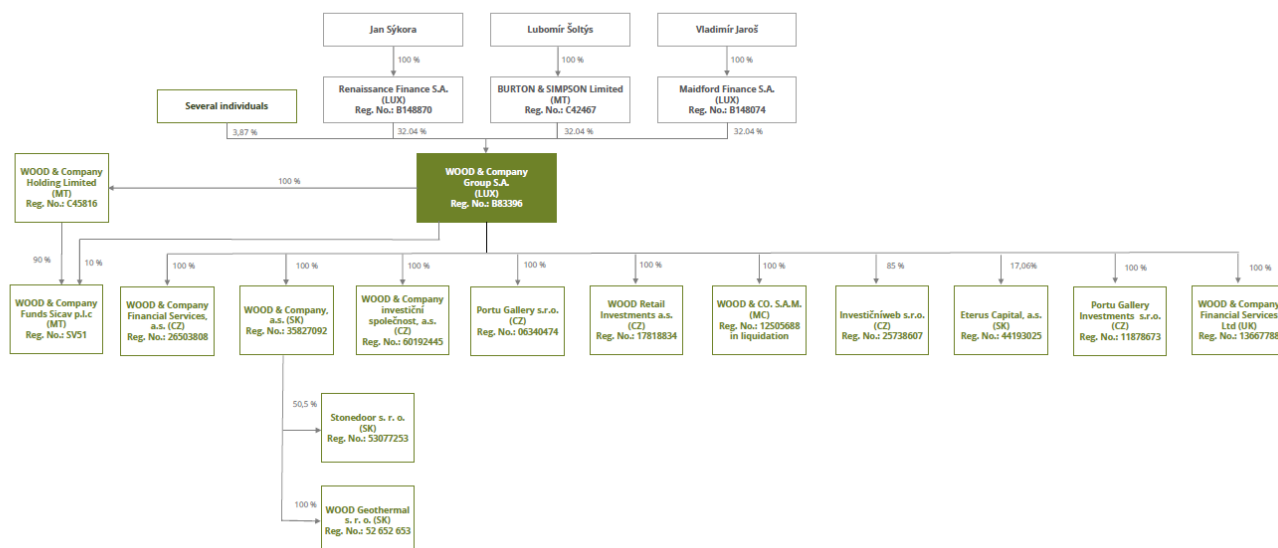 Jan Sýkora
Lubomír Šoltýs
Vladimír Jaroš
100 %
100 %
100 %
Several individuals
Renaissance Finance S.A.
(LUX)
Reg. No.: B148870
BURTON & SIMPSON Limited
(MT)
Reg. No.: C42467
Maidford Finance S.A.
(LUX)
Reg. No.: B148074
3,87 %
32.04 %
32.04 %
32.04 %
WOOD & Company
Holding Limited
(MT)
Reg. No.: C45816
100 %
WOOD & Company
Group S.A.
(LUX)
Reg. No.: B83396
90 %
10 %
100 %
100 %
100 %
100 %
100 %
100 %
85 %
17,06%
100 %
100 %
WOOD & Company
Funds Sicav p.l.c
(MT)
Reg. No.: SV51
WOOD & Company
Financial Services,
a.s. (CZ)
Reg. No.: 26503808
WOOD & Company,
a.s. (SK)
Reg. No.: 35827092
WOOD & Company
investiční
společnost, a.s.
(CZ)
Reg. No.: 60192445
Portu Gallery s.r.o.
(CZ)
Reg. No.: 06340474
WOOD Retail
Investments a.s.
(CZ)
Reg. No.: 17818834
WOOD & CO. S.A.M.
(MC)
Reg. No.: 12S05688
in liquidation
Investičníweb s.r.o.
(CZ)
Reg. No.: 25738607
Eterus Capital, a.s.
(SK)
Reg. No.: 44193025
Portu Gallery
Investments s.r.o.
(CZ)
Reg. No.: 11878673
WOOD & Company
Financial Services
Ltd (UK)
Reg. No.: 13667788
50,5 %
Stonedoor s. r. o.
(SK)
Reg. No.: 53077253
100 %
WOOD Geothermal
s. r. o. (SK)
Reg. No.: 52 652 653